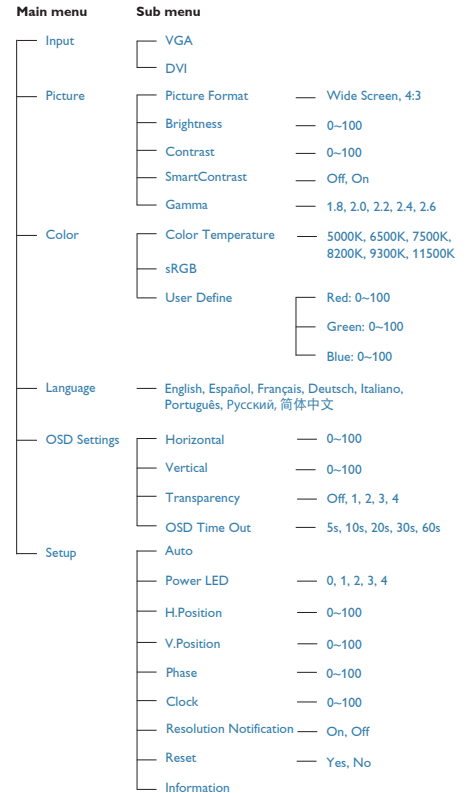 Main menu Sub menu
Input VGA
DVI
Picture Picture Format Wide Screen, 4:3
Brightness 0~100
Contrast 0~100
SmartContrast Off, On
Gamma 1.8, 2.0, 2.2, 2.4, 2.6
Color Color Temperature 5000K, 6500K, 7500K,
8200K, 9300K, 11500K
sRGB
User Define Red: 0~100
Green: 0~100
Blue: 0~100
Language English, Español, Français, Deutsch, Italiano,
Português, Русский, 简体中文
OSD Settings Horizontal 0~100
Vertical 0~100
Transparency Off, 1, 2, 3, 4
OSD Time Out 5s, 10s, 20s, 30s, 60s
Setup Auto
Power LED 0, 1, 2, 3, 4
H.Position 0~100
V.Position 0~100
Phase 0~100
Clock 0~100
Resolution Notification On, Off
Reset Yes, No
Information